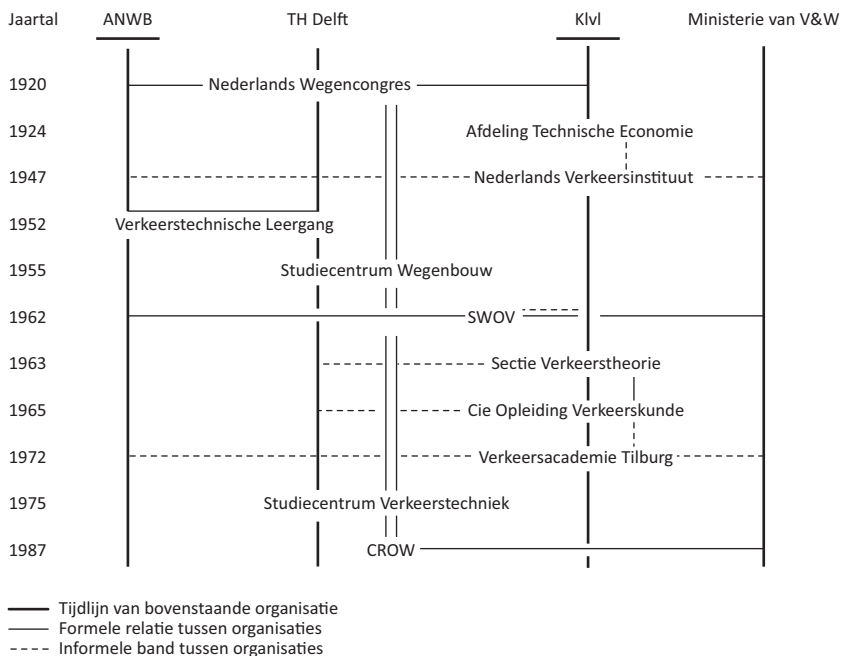 Jaartal ANWB TH Delft KIvI Ministerie van V&W
1920 Nederlands Wegencongres
1924 Afdeling Technische Economie
1947 Nederlands Verkeersinstituut
1952 Verkeerstechnische Leergang
1955 Studiecentrum Wegenbouw
1962 SWOV
1963 Sectie Verkeerstheorie
1965 Cie Opleiding Verkeerskunde
1972 Verkeersacademie Tilburg
1975 Studiecentrum Verkeerstechniek
1987 CROW
Tijdlijn van bovenstaande organisatie
Formele relatie tussen organisaties
Informele band tussen organisaties